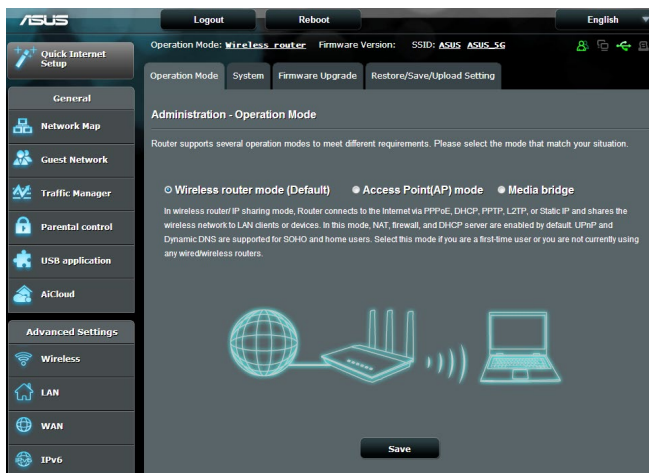 ASUS
Logout
Reboot
English
Quick Internet
Setup
Operation Mode: Wireless router Firmware Version: SSID: ASUS ASUS_5G
Operation Mode
System
Firmware Upgrade
Restore/Save/Upload Setting
General
Network Map
Guest Network
Traffic Manager
Parental control
USB application
AiCloud
Advanced Settings
Wireless
LAN
WAN
IPv6
Administration - Operation Mode
Router supports several operation modes to meet different requirements. Please select the mode that match your situation.
Wireless router mode (Default)
Access Point(AP) mode
Media bridge
In wireless router/ IP sharing mode, Router connects to the Internet via PPPoE, DHCP, PPTP, L2TP, or Static IP and shares the
wireless network to LAN clients or devices. In this mode, NAT, firewall, and DHCP server are enabled by default. UPnP and
Dynamic DNS are supported for SOHO and home users. Select this mode if you are a first-time user or you are not currently using
any wired/wireless routers.
Save